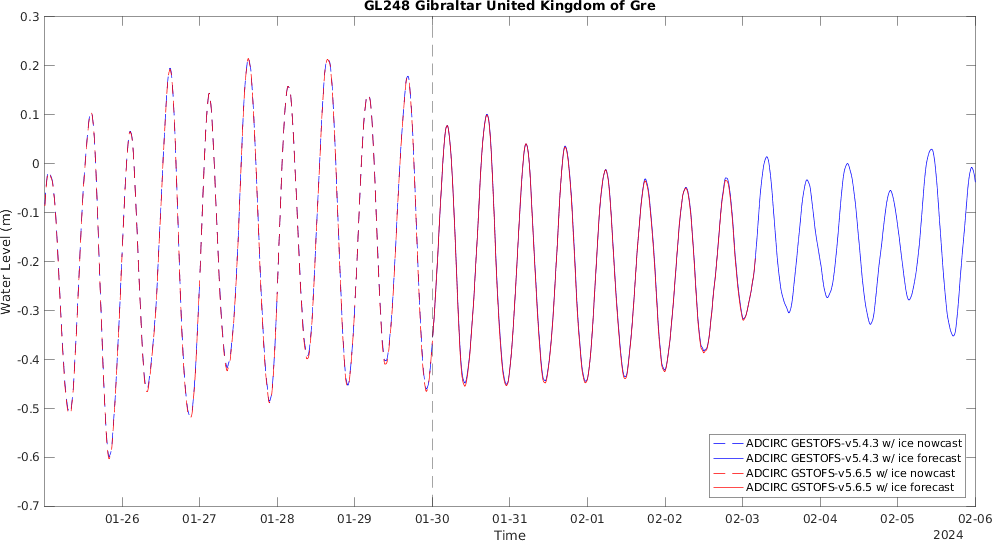 GL248 Gibraltar United Kingdom of Gre
0.3
0.2
0.1
0
-0.1
-0.2
-0.3
-0.4
-0.5
-0.6
-0.7
Water Level (m)
ADCIRC GESTOFS-v5.4.3 w/ ice nowcast
ADCIRC GESTOFS-v5.4.3 w/ ice forecast
ADCIRC GSTOFS-v5.6.5 w/ ice nowcast
ADCIRC GSTOFS-v5.6.5 w/ ice forecast
01-26 01-27 01-28 01-29 01-30 01-31 02-01 02-02 02-03 02-04 02-05 02-06
Time
2024